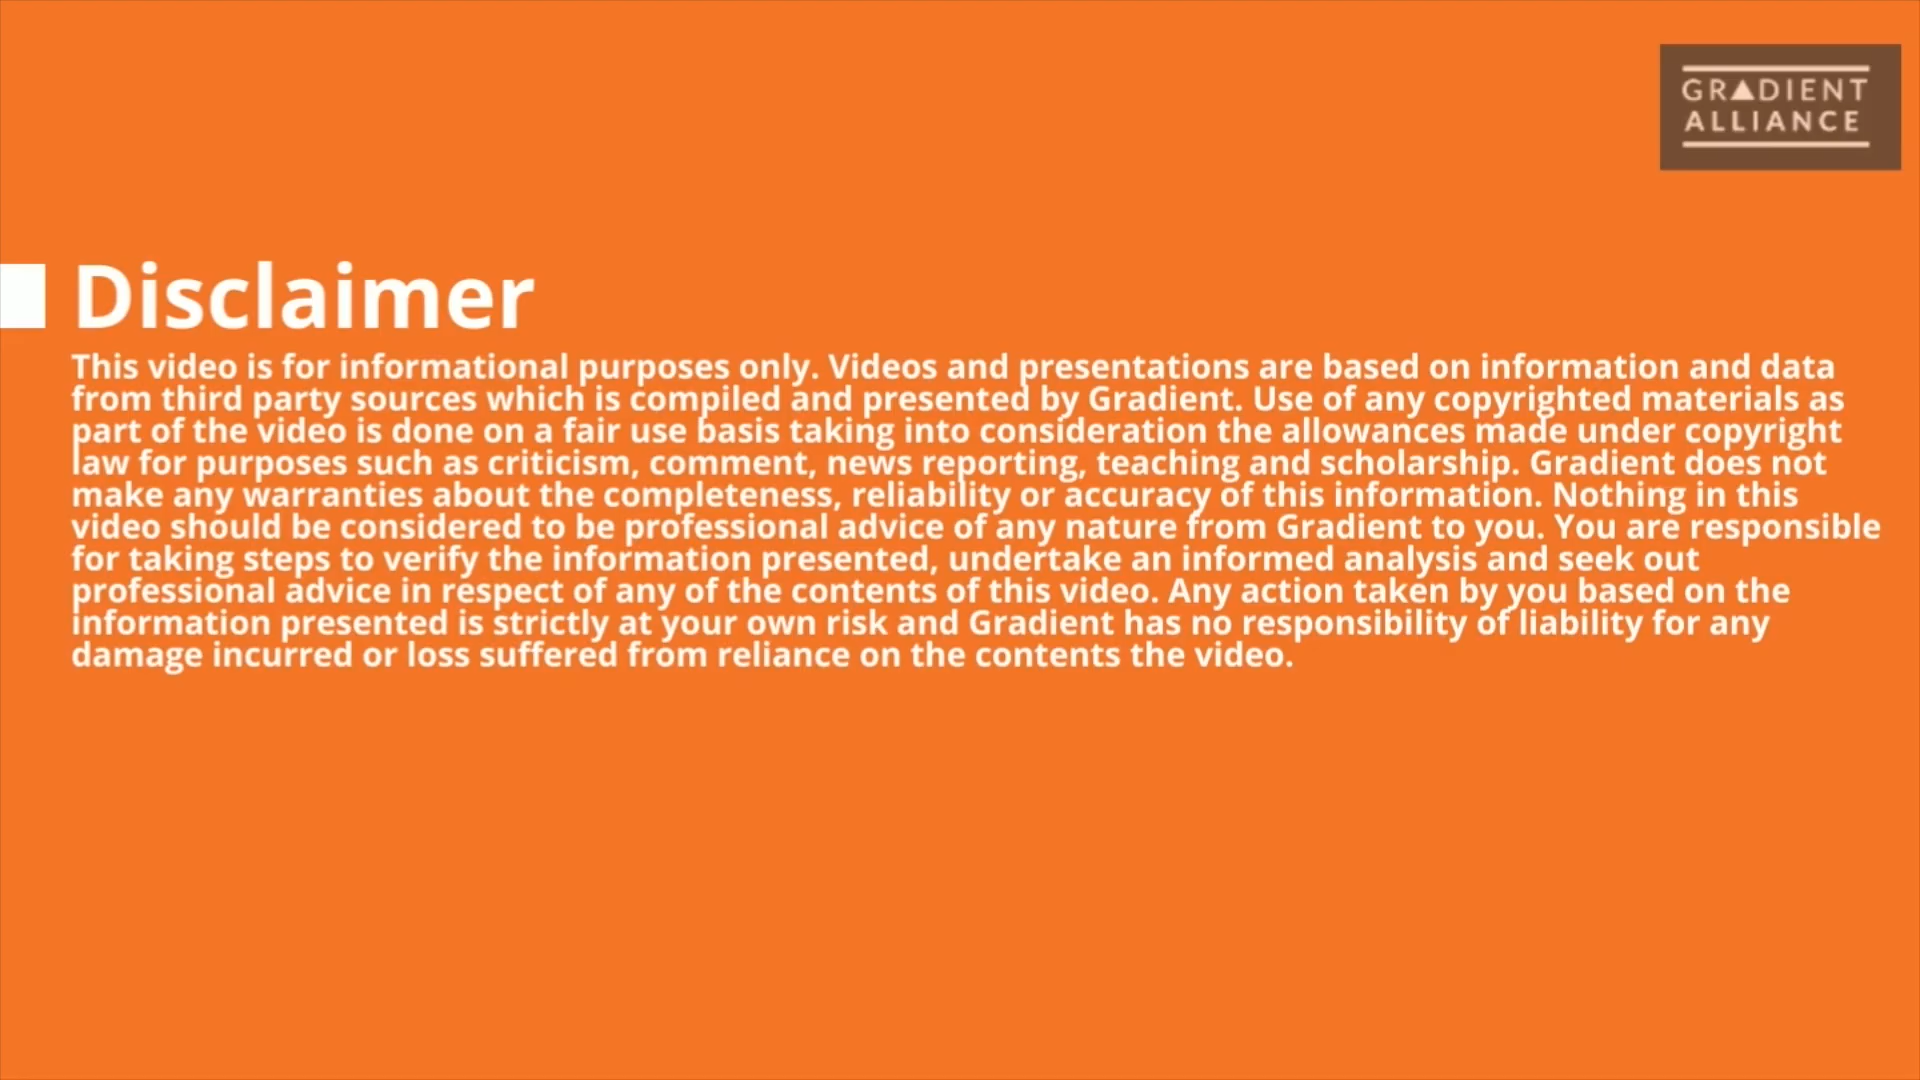 GRADIENT
ALLIANCE
Disclaimer
This video is for informational purposes only. Videos and presentations are based on information and data
from third party sources which is compiled and presented by Gradient. Use of any copyrighted materials as
part of the video is done on a fair use basis taking into consideration the allowances made under copyright
law for purposes such as criticism, comment, news reporting, teaching and scholarship. Gradient does not
make any warranties about the completeness, reliability or accuracy of this information. Nothing in this
video should be considered to be professional advice of any nature from Gradient to you. You are responsible
for taking steps to verify the information presented, undertake an informed analysis and seek out
professional advice in respect of any of the contents of this video. Any action taken by you based on the
information presented is strictly at your own risk and Gradient has no responsibility of liability for any
damage incurred or loss suffered from reliance on the contents the video.